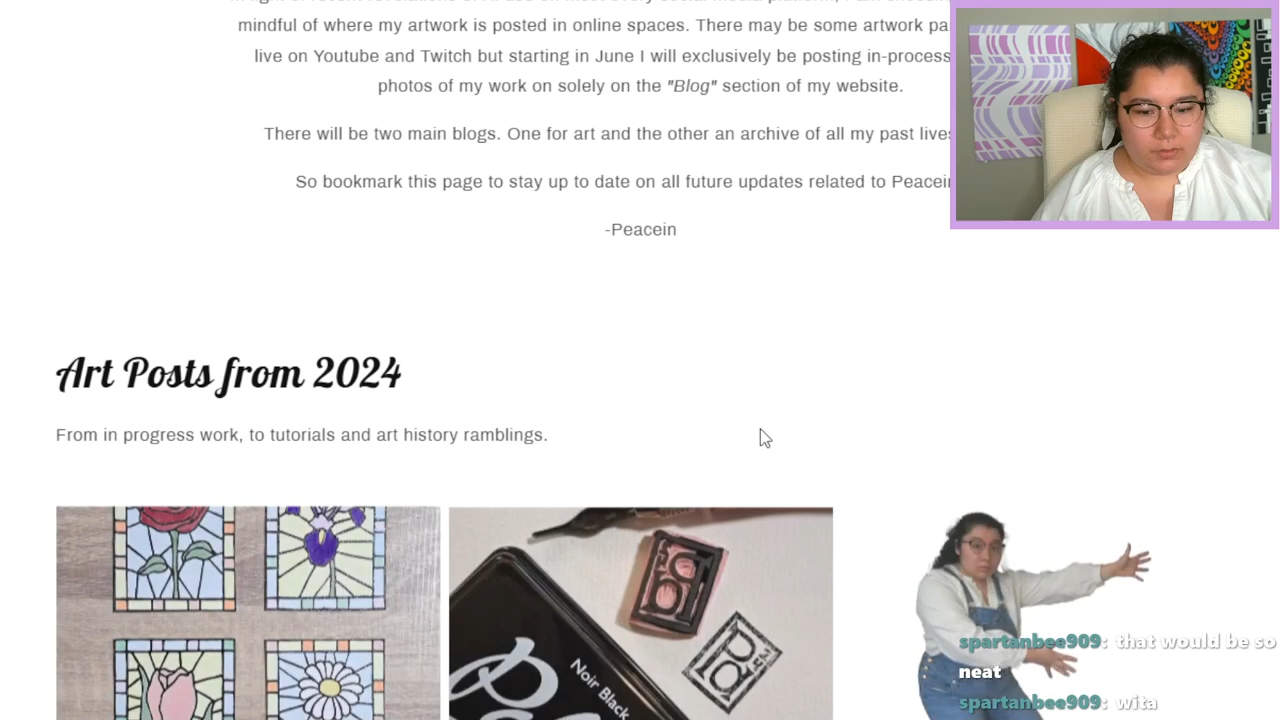 mindful of where my artwork is posted in online spaces. There may be some artwork
live on Youtube and Twitch but starting in June I will exclusively be posting in-process
photos of my work on solely on the "Blog" section of my website.
There will be two main blogs. One for art and the other an archive of all my past
So bookmark this page to stay up to date on all future updates related to
-Peacein
Art Posts from 2024
From in progress work, to tutorials and art history ramblings.
Noir Black
spartanbee909: that would be so
neat
spartanbee909: wita